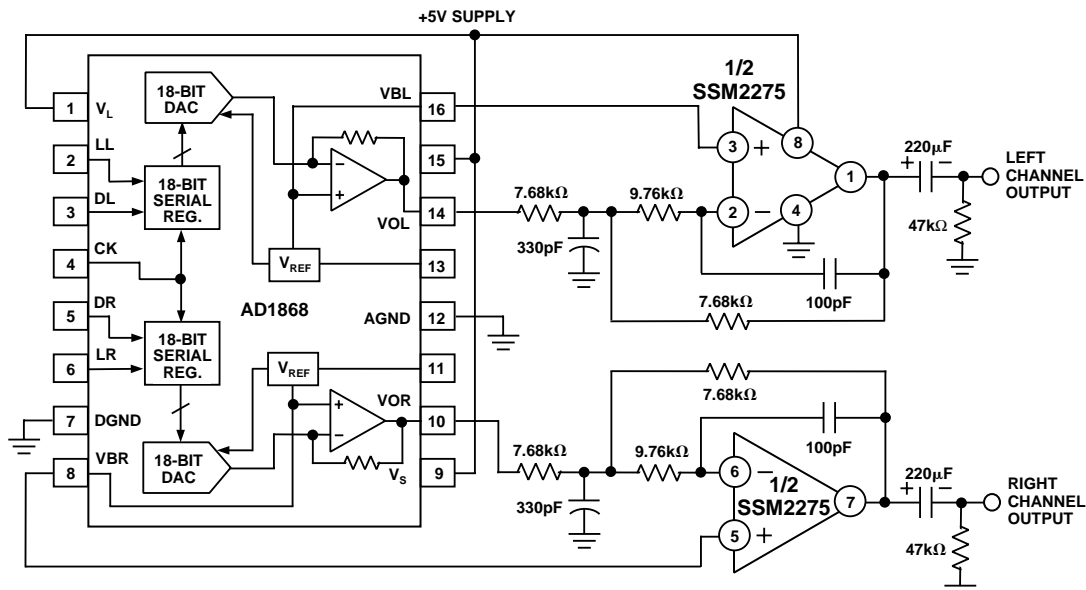 +5V SUPPLY
1
VL
2
LL
3
DL
4
CK
5
DR
6
LR
7
DGND
8
VBR
18-BIT
DAC
18-BIT
SERIAL
REG.
18-BIT
SERIAL
REG.
18-BIT
DAC
VREF
AD1868
VREF
−
+
+
−
VBL
16
15
VOL
14
13
AGND
12
11
VOR
10
VS
9
1/2
SSM2275
3
+
2
−
8
4
1
7.68kΩ
330pF
9.76kΩ
100pF
7.68kΩ
+
220μF
−
47kΩ
LEFT
CHANNEL
OUTPUT
7.68kΩ
7.68kΩ
330pF
9.76kΩ
100pF
6
−
1/2
SSM2275
5
+
7
+
220μF
−
47kΩ
RIGHT
CHANNEL
OUTPUT